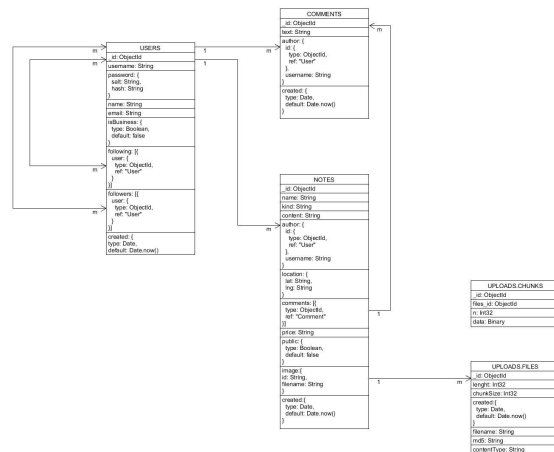 USERS
_id: ObjectId
username: String
password: {
salt: String,
hash: String
}
name: String
email: String
isBusiness: {
type: Boolean,
default: false
}
following: [{
user: {
type: ObjectId,
ref: "User"
}
}]
followers: [{
user: {
type: ObjectId,
ref: "User"
}
}]
created: {
type: Date,
default: Date.now()
m
m
m
m
1
1
m
m
COMMENTS
_id: ObjectId
text: String
author: {
id: {
type: ObjectId,
ref: "User"
},
username: String
}
created: {
type: Date,
default: Date.now()
}
m
NOTES
_id: ObjectId
name: String
kind: String
content: String
author: {
id: {
type: ObjectId,
ref: "User"
},
username: String
}
location: {
lat: String,
lng: String
}
comments: [{
type: ObjectId,
ref: "Comment"
}]
price: String
public: {
type: Boolean,
default: false
}
image:{
id: String,
filename: String
}
created:{
type: Date,
default: Date.now()
}
1
1
m
UPLOADS.CHUNKS
_id: ObjectId
files_id: ObjectId
n: Int32
data: Binary
UPLOADS.FILES
_id: ObjectId
lenght: Int32
chunkSize: Int32
created:{
type: Date,
default: Date.now()
}
filename: String
md5: String
contentType: String